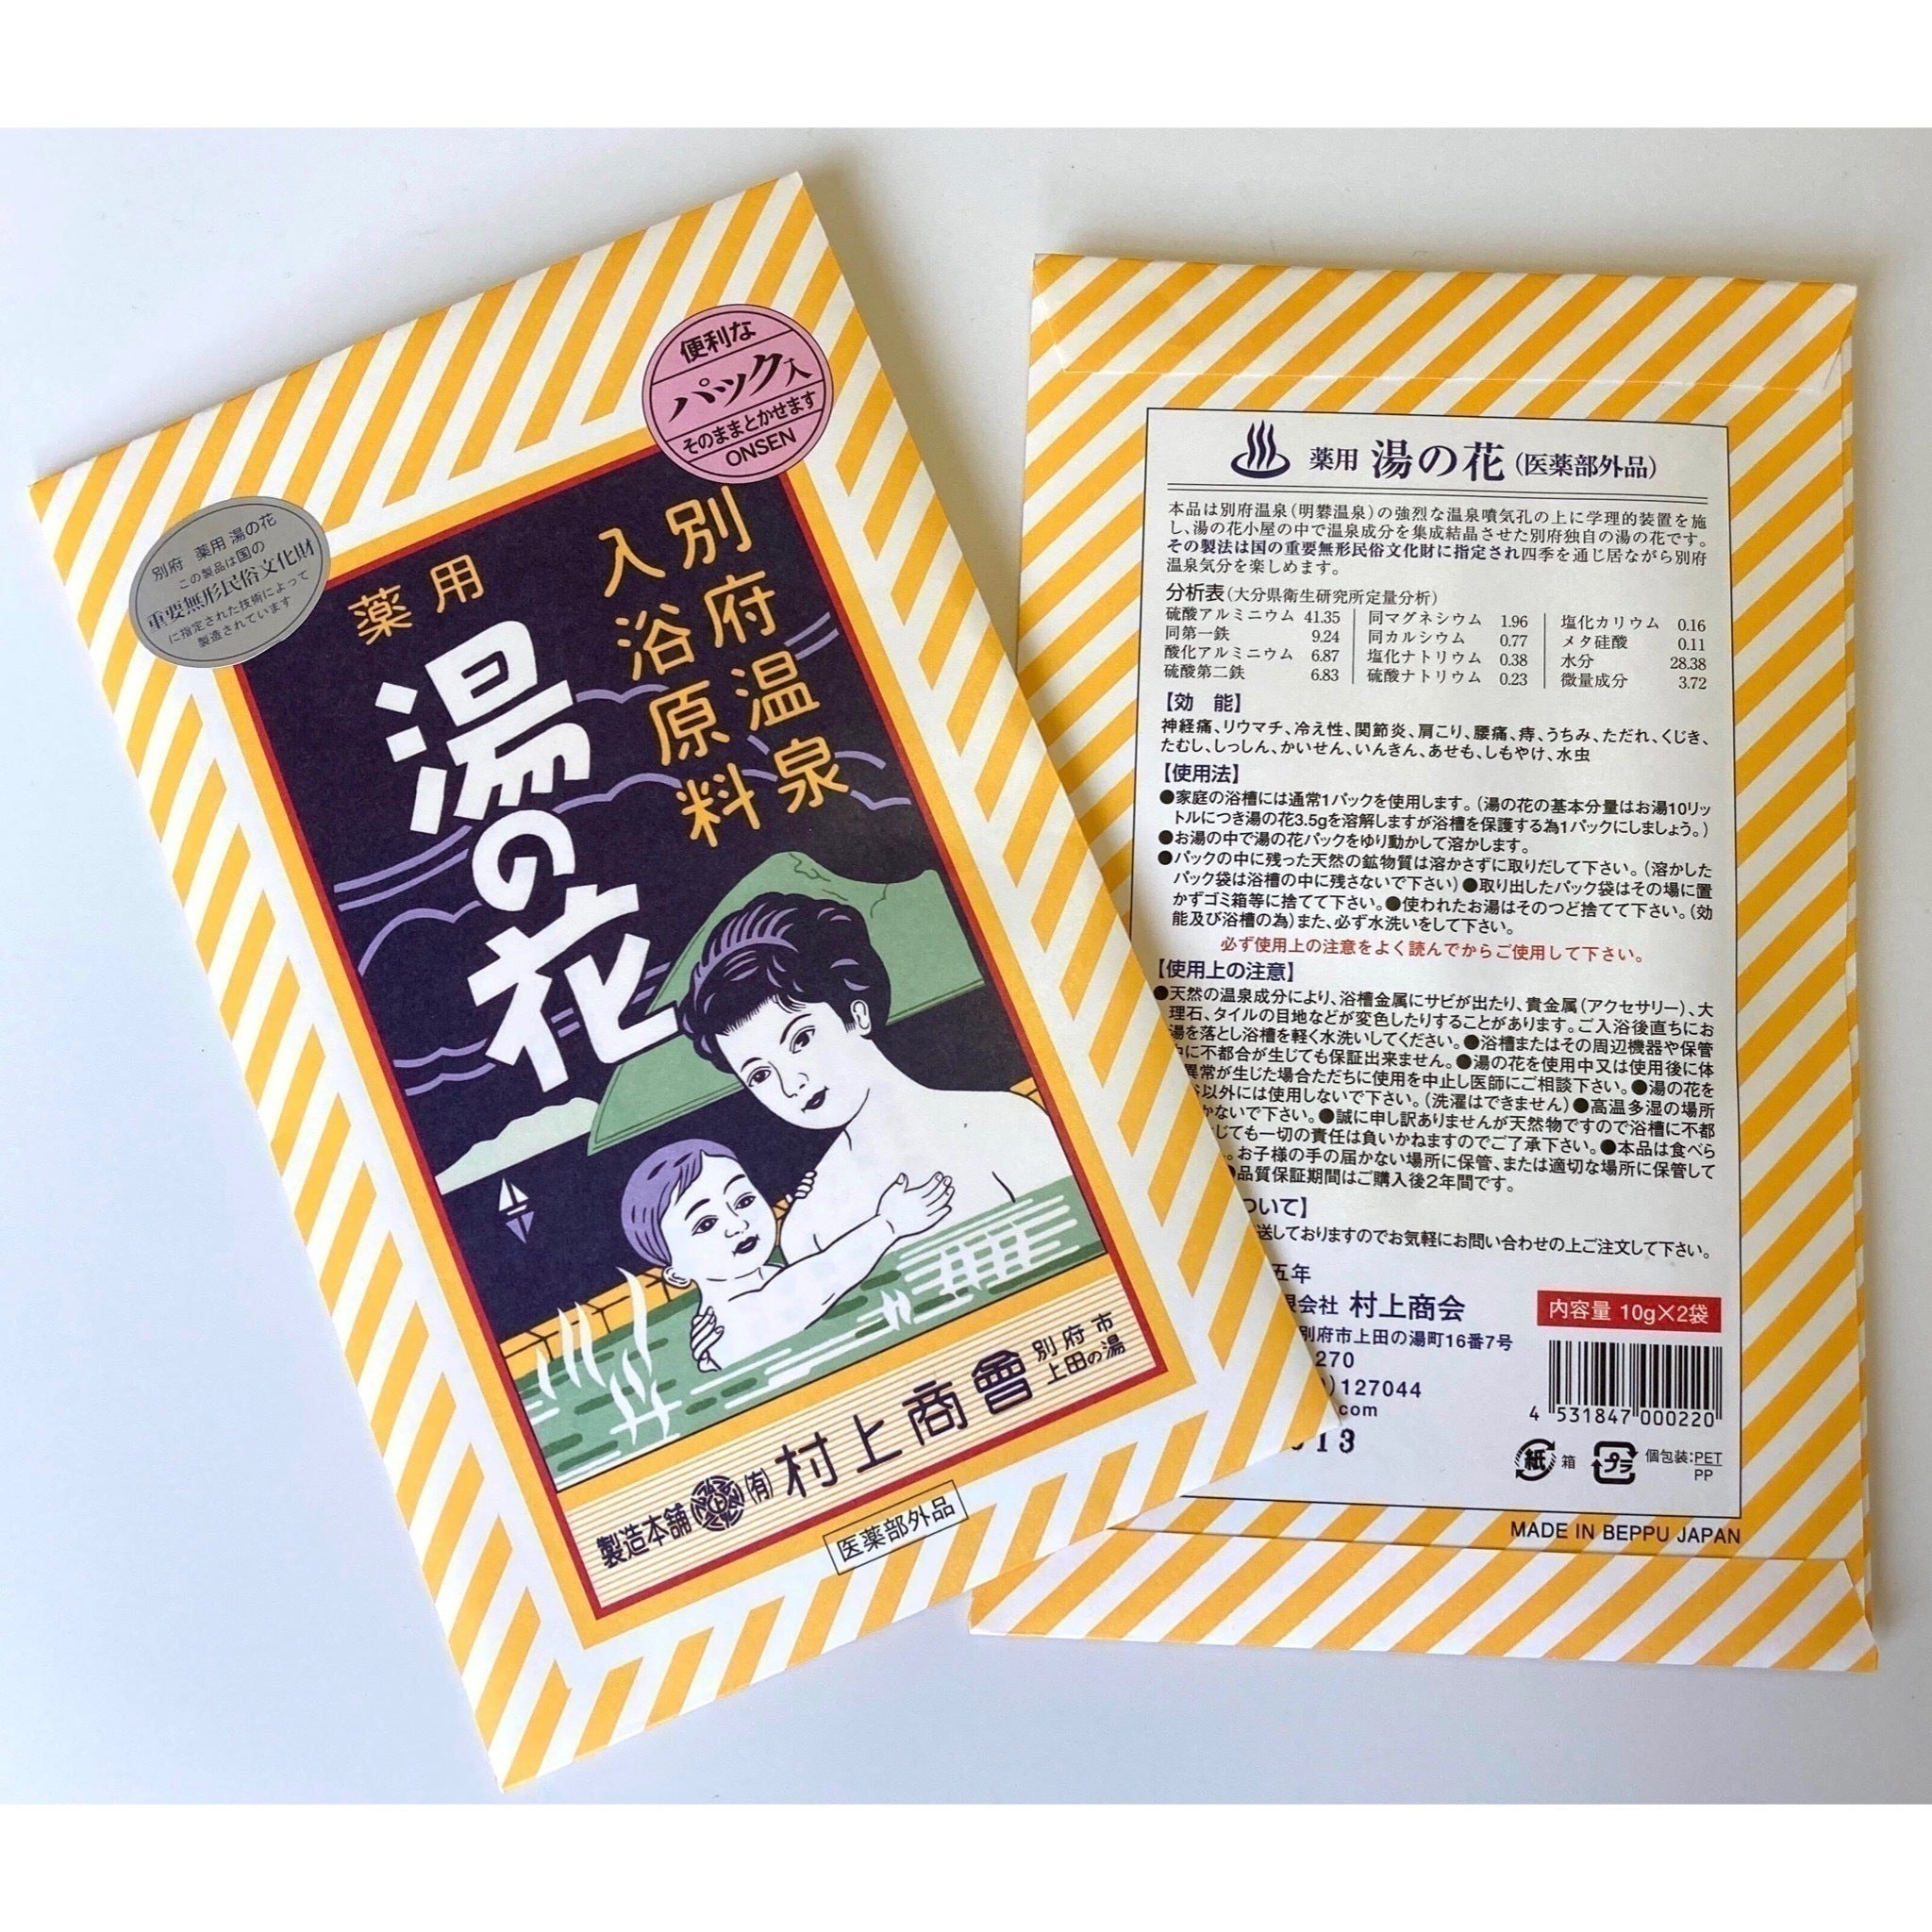 便利な
パック入
そのままとかせます
ONSEN
別府 薬用 湯の花
この製品は国の
重要無形民俗文化財
に指定された技術によって
製造されています
別府温泉
入浴原料
薬用
湯の花
製造本舗
(有)村上商會
別府市
上田の湯
医薬部外品
薬用 湯の花(医薬部外品)
本品は別府温泉(明礬温泉)の強烈な温泉噴気孔の上に学理的装置を施
し、湯の花小屋の中で温泉成分を集成結晶させた別府独自の湯の花です。
その製法は国の重要無形民俗文化財に指定され四季を通じ居ながら別府
温泉気分を楽しめます。
分析表(大分県衛生研究所定量分析)
硫酸アルミニウム 41.35 同マグネシウム 1.96 塩化カリウム 0.16
同第一鉄 9.24 同カルシウム 0.77 メタ硅酸 0.11
酸化アルミニウム 6.87 塩化ナトリウム 0.38 水分 28.38
硫酸第二鉄 6.83 硫酸ナトリウム 0.23 微量成分 3.72
【効 能】
神経痛、リウマチ、冷え性、関節炎、肩こり、腰痛、痔、うちみ、ただれ、くじき、
たむし、しっしん、かいせん、いんきん、あせも、しもやけ、水虫
【使用法】
●家庭の浴槽には通常1パックを使用します。(湯の花の基本分量はお湯10リッ
トルにつき湯の花3.5gを溶解しますが浴槽を保護する為1パックにしましょう。)
●お湯の中で湯の花パックをゆり動かして溶かします。
●パックの中に残った天然の鉱物質は溶かさずに取りだして下さい。(溶かした
パック袋は浴槽の中に残さないで下さい)●取り出したパック袋はその場に置
かずゴミ箱等に捨てて下さい。●使われたお湯はそのつど捨てて下さい。(効
能及び浴槽の為)また、必ず水洗いをして下さい。
必ず使用上の注意をよく読んでからご使用して下さい。
【使用上の注意】
●天然の温泉成分により、浴槽金属にサビが出たり、貴金属(アクセサリー)、大
理石、タイルの目地などが変色したりすることがあります。ご入浴後直ちにお
湯を落とし浴槽を軽く水洗いしてください。●浴槽またはその周辺機器や保管
に不都合が生じても保証出来ません。●湯の花を使用中又は使用後に体
異常が生じた場合ただちに使用を中止し医師にご相談下さい。●湯の花を
以外には使用しないで下さい。(洗濯はできません)●高温多湿の場所
かないで下さい。●誠に申し訳ありませんが天然物ですので浴槽に不都
じても一切の責任は負いかねますのでご了承下さい。●本品は食べら
。お子様の手の届かない場所に保管、または適切な場所に保管して
●品質保証期間はご購入後2年間です。
ついて】
送しておりますのでお気軽にお問い合わせの上ご注文して下さい。
五年
限会社 村上商会
別府市上田の湯町16番7号
270
)127044
com
13
内容量 10g×2袋
4 531847 000220
紙 箱
プラ 個包装:PET
PP
MADE IN BEPPU JAPAN